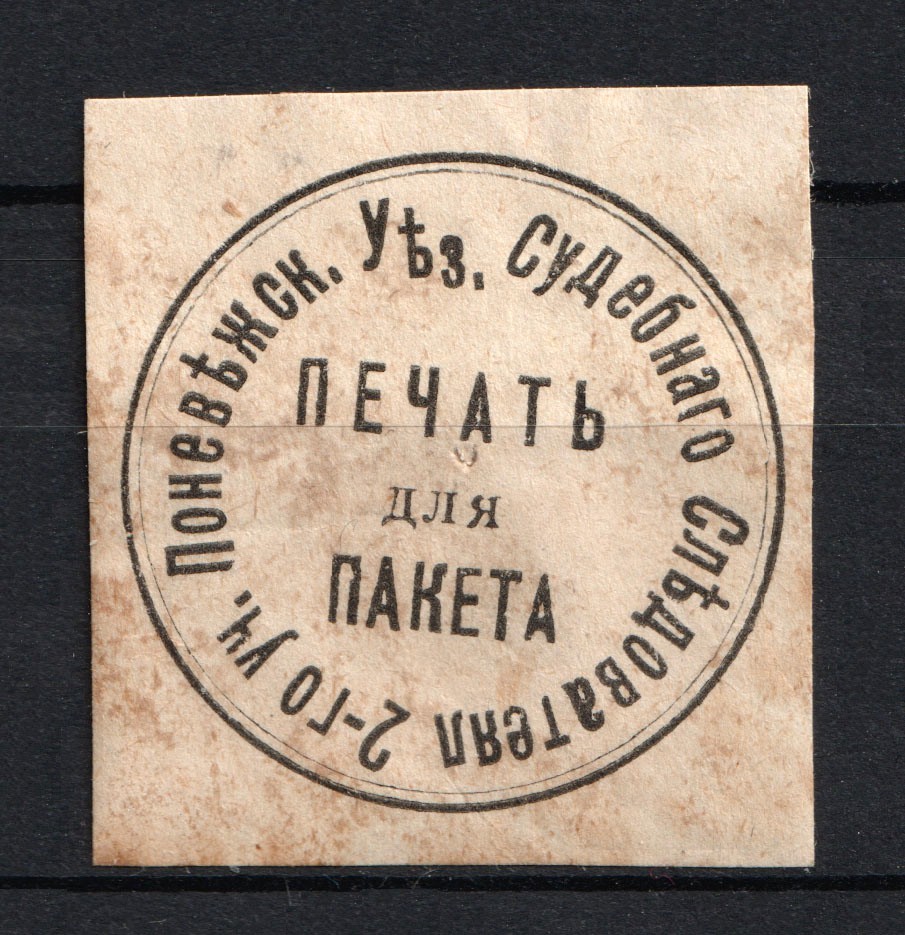 Поневѣжск. Уѣз. Судебнаго Слѣдователя 2-го уч.
ПЕЧАТЬ
для
ПАКЕТА